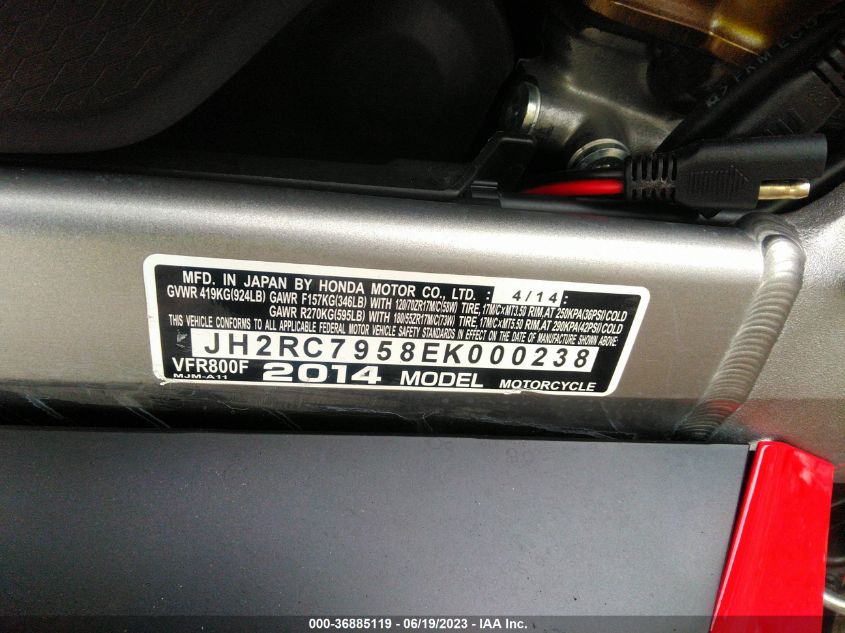 MFD. IN JAPAN BY HONDA MOTOR CO., LTD. : 4/14 :
GVWR 419KG(924LB) GAWR F157KG(346LB) WITH 120/70ZR17M/C(58W) TIRE, 17M/C×MT3.50 RIM, AT 250KPA(36PSI) COLD
GAWR R270KG(595LB) WITH 180/55ZR17M/C(73W) TIRE, 17M/C×MT5.50 RIM, AT 290KPA(42PSI) COLD
THIS VEHICLE CONFORMS TO ALL APPLICABLE FEDERAL MOTOR VEHICLE SAFETY STANDARDS IN EFFECT ON THE DATE OF MANUFACTURE SHOWN ABOVE.
JH2RC7958EK000238
VFR800F 2014 MODEL MOTORCYCLE
MJM-A11
000-36885119 - 06/19/2023 - IAA Inc.